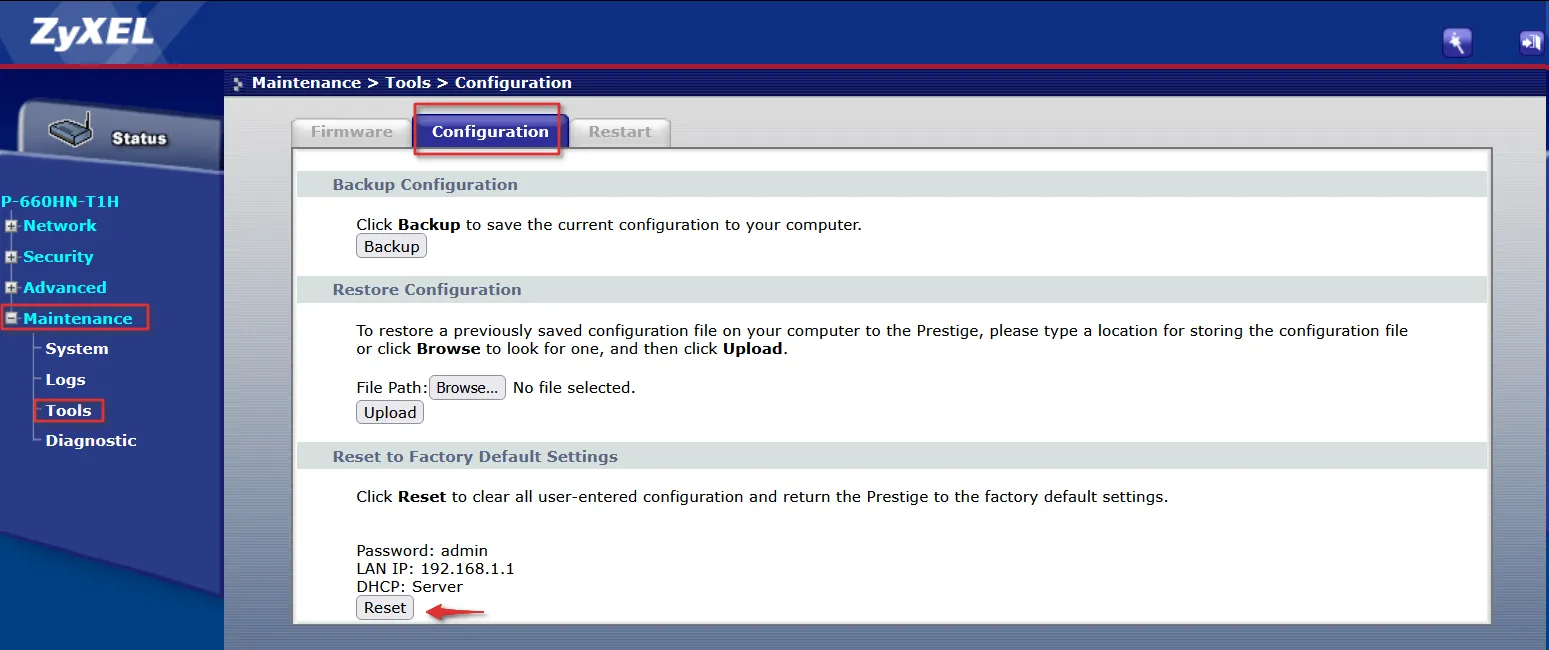 ZyXEL
Maintenance > Tools > Configuration
Status
P-660HN-T1H
Network
Security
Advanced
Maintenance
System
Logs
Tools
Diagnostic
Firmware
Configuration
Restart
Backup Configuration
Click Backup to save the current configuration to your computer.
Backup
Restore Configuration
To restore a previously saved configuration file on your computer to the Prestige, please type a location for storing the configuration file
or click Browse to look for one, and then click Upload.
File Path: Browse... No file selected.
Upload
Reset to Factory Default Settings
Click Reset to clear all user-entered configuration and return the Prestige to the factory default settings.
Password: admin
LAN IP: 192.168.1.1
DHCP: Server
Reset